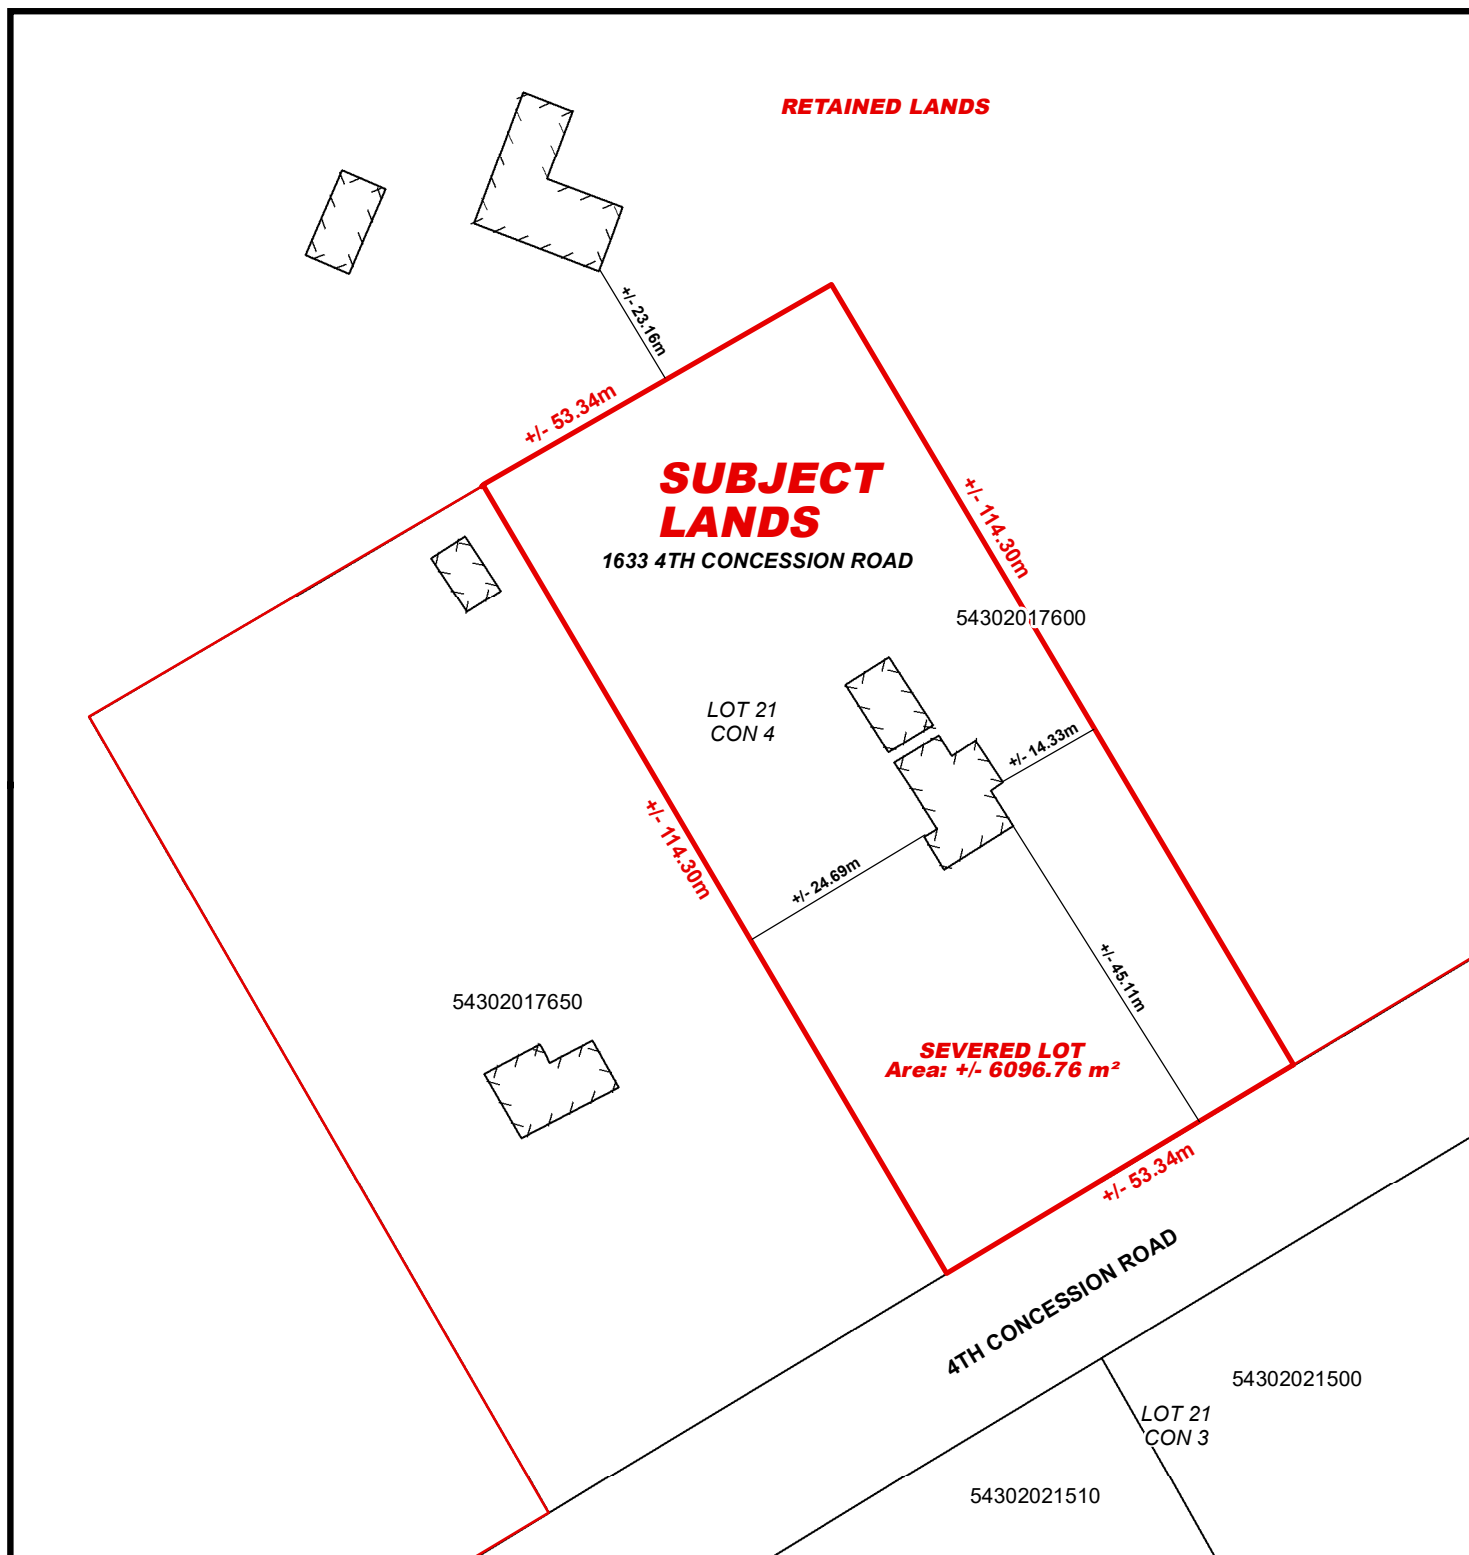 RETAINED LANDS
+/- 23.16m
+/- 53.34m
SUBJECT
LANDS
1633 4TH CONCESSION ROAD
+/- 114.30m
54302017600
LOT 21
CON 4
+/- 14.33m
+/- 114.30m
+/- 24.69m
+/- 45.11m
54302017650
SEVERED LOT
Area: +/- 6096.76 m²
+/- 53.34m
4TH CONCESSION ROAD
54302021500
LOT 21
CON 3
54302021510